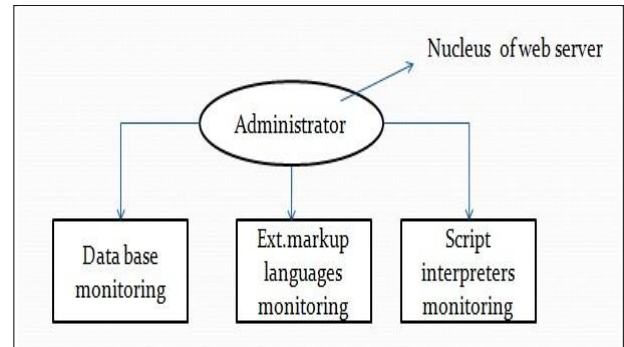 Nucleus of web server
Administrator
Data base
monitoring
Ext.markup
languages
monitoring
Script
interpreters
monitoring